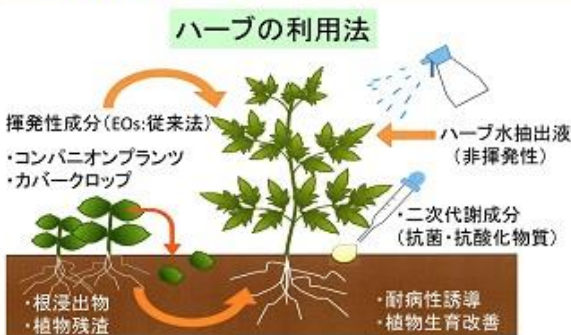 ハーブの利用法
揮発性成分(EOs:従来法)
・コンパニオンプランツ
・カバークロップ
ハーブ水抽出液
(非揮発性)
・二次代謝成分
(抗菌・抗酸化物質)
・根浸出物
・植物残渣
・耐病性誘導
・植物生育改善